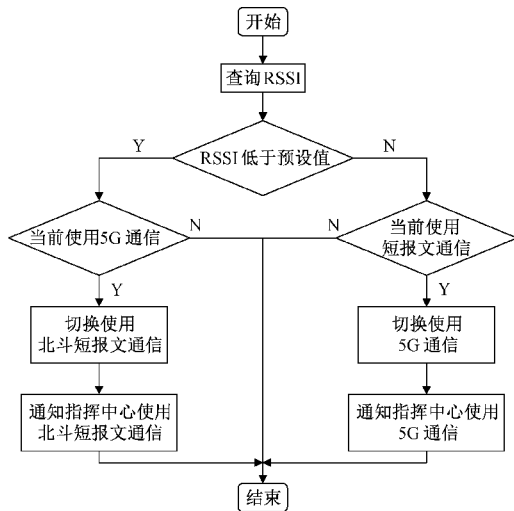 开始
查询RSSI
Y
RSSI低于预设值
N
当前使用5G通信
N
N
当前使用
短报文通信
Y
Y
切换使用
北斗短报文通信
切换使用
5G通信
通知指挥中心使用
北斗短报文通信
通知指挥中心使用
5G通信
结束